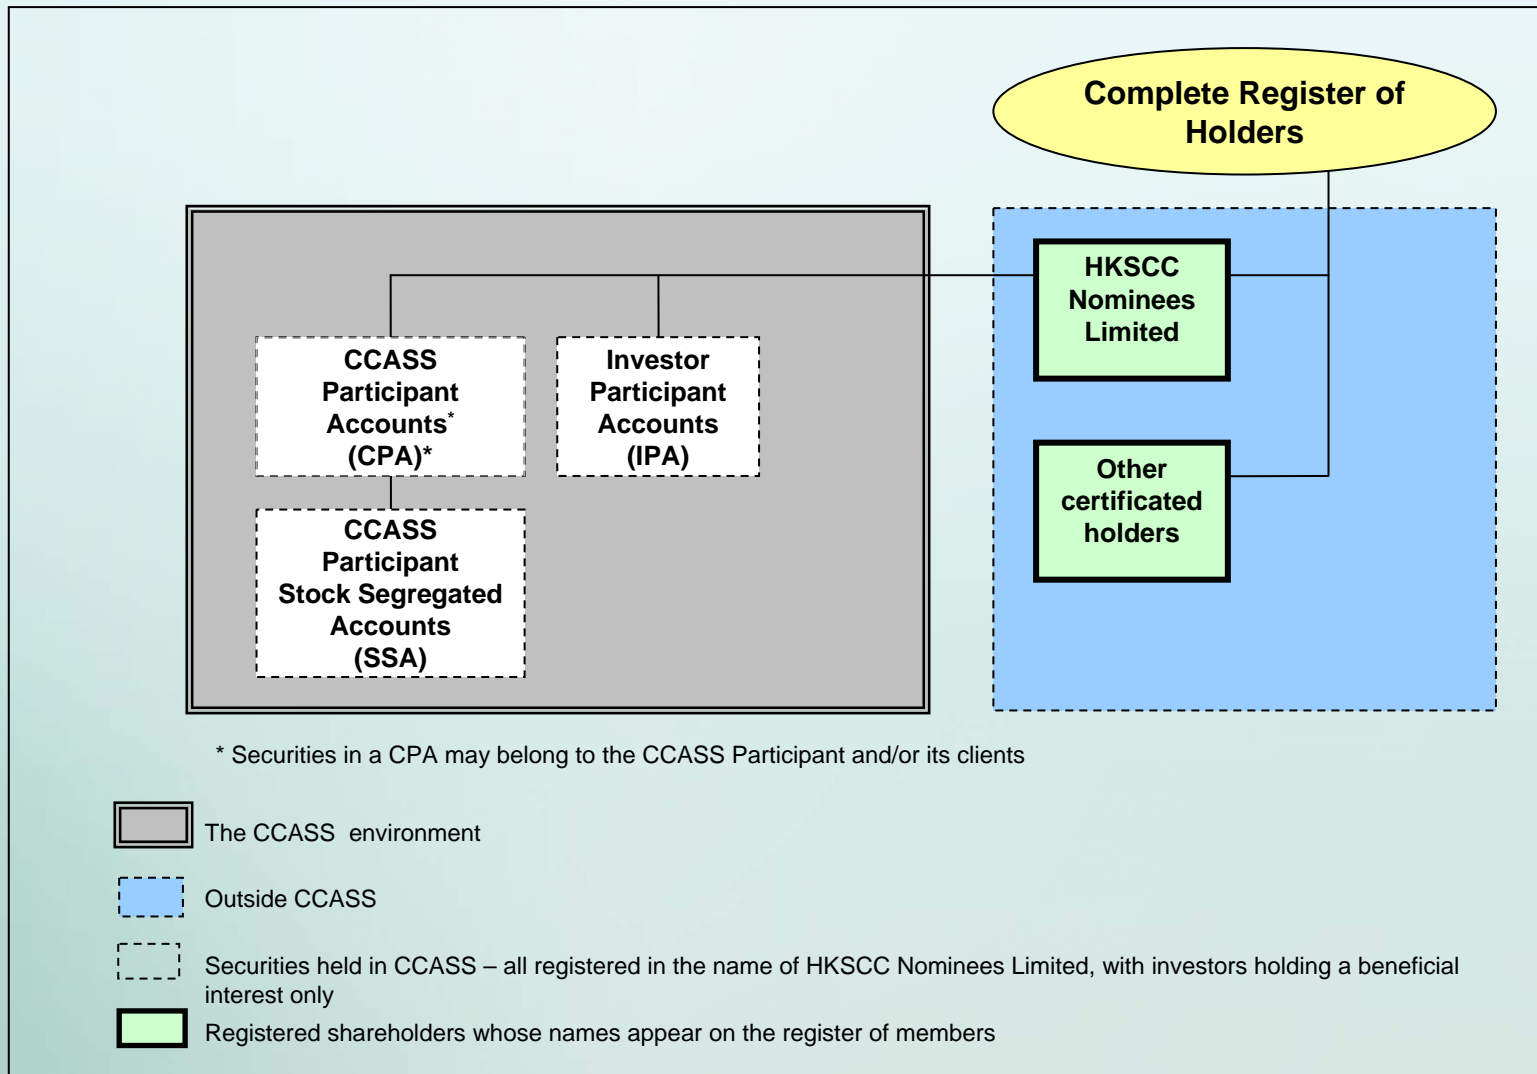 Complete Register of
Holders
HKSCC
Nominees
Limited
CCASS
Participant
Accounts*
(CPA)*
Investor
Participant
Accounts
(IPA)
Other
certificated
holders
CCASS
Participant
Stock Segregated
Accounts
(SSA)
* Securities in a CPA may belong to the CCASS Participant and/or its clients
The CCASS  environment
Outside CCASS
Securities held in CCASS – all registered in the name of HKSCC Nominees Limited, with investors holding a beneficial
interest only
Registered shareholders whose names appear on the register of members